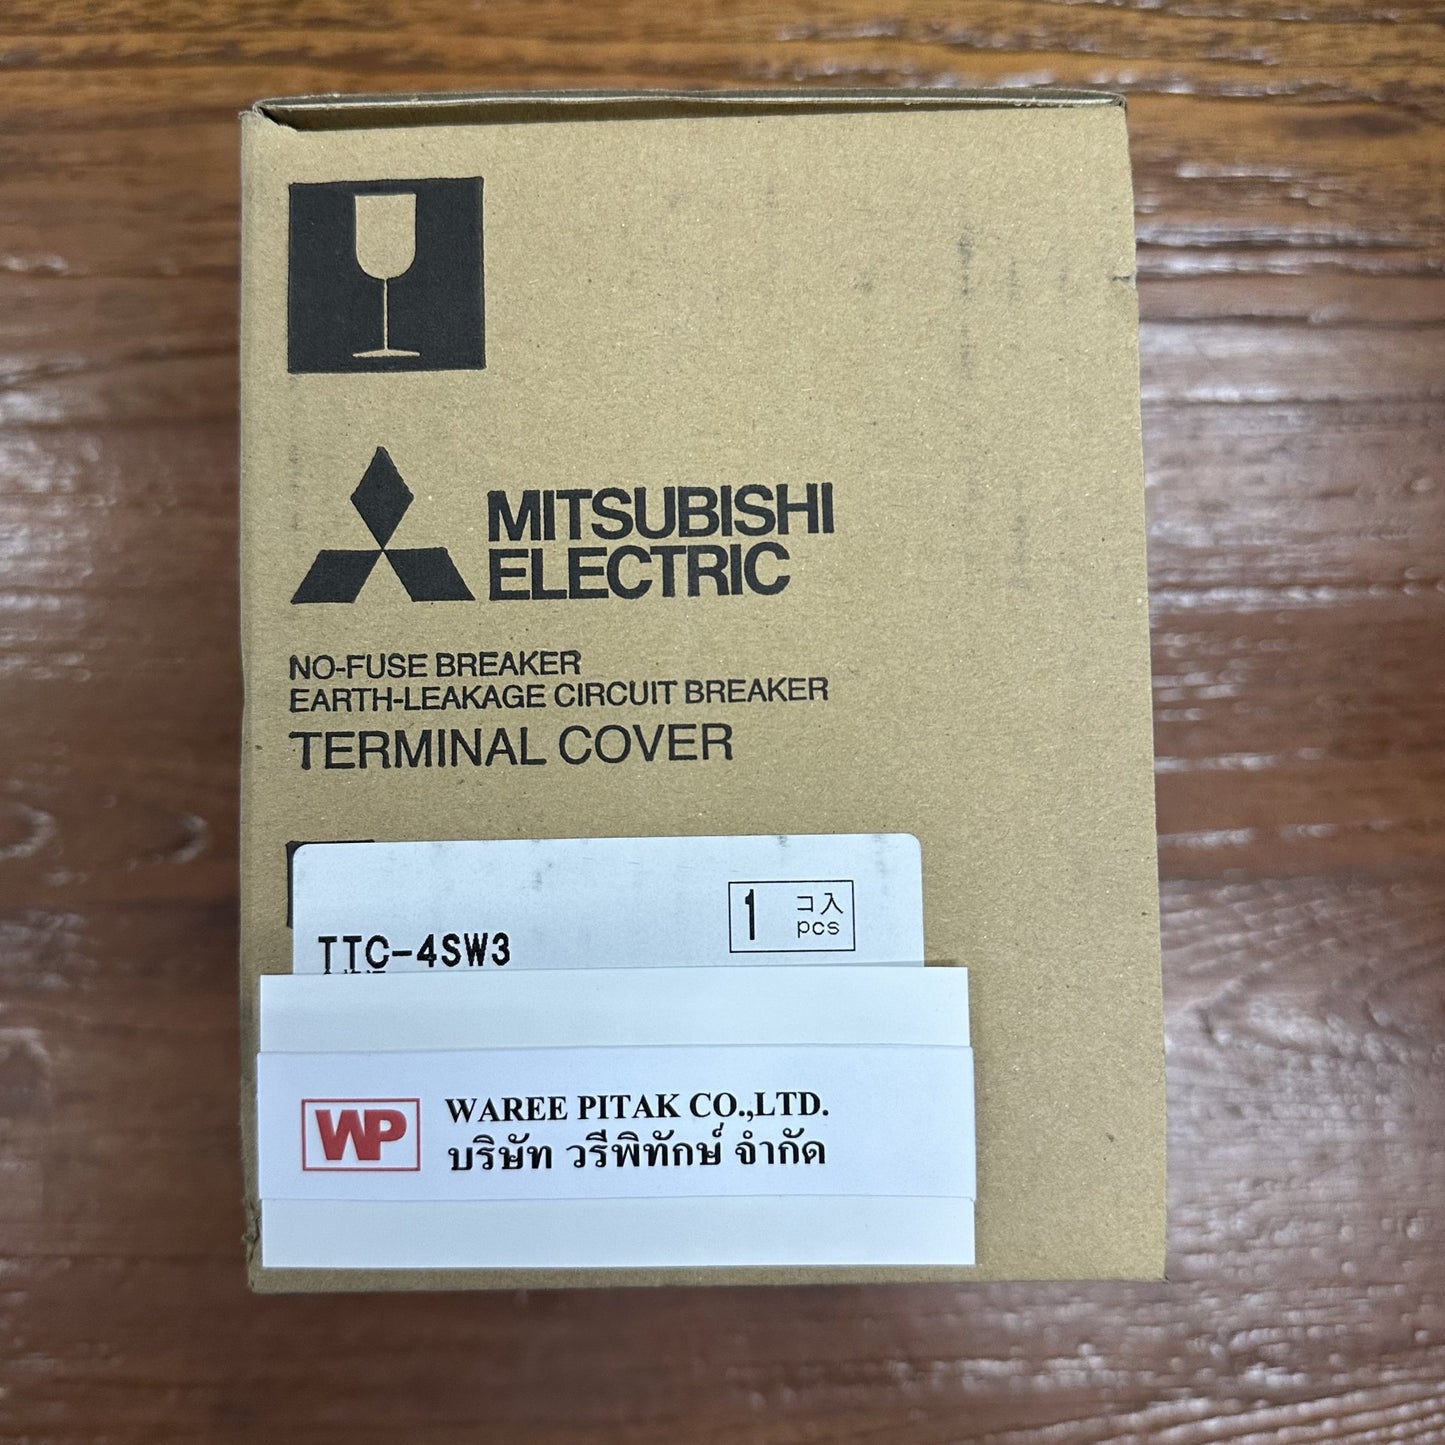 MITSUBISHI
ELECTRIC
NO-FUSE BREAKER
EARTH-LEAKAGE CIRCUIT BREAKER
TERMINAL COVER
1 コ入
pcs
TTC-4SW3
WP
WAREE PITAK CO.,LTD.
บริษัท วรีพิทักษ์ จำกัด